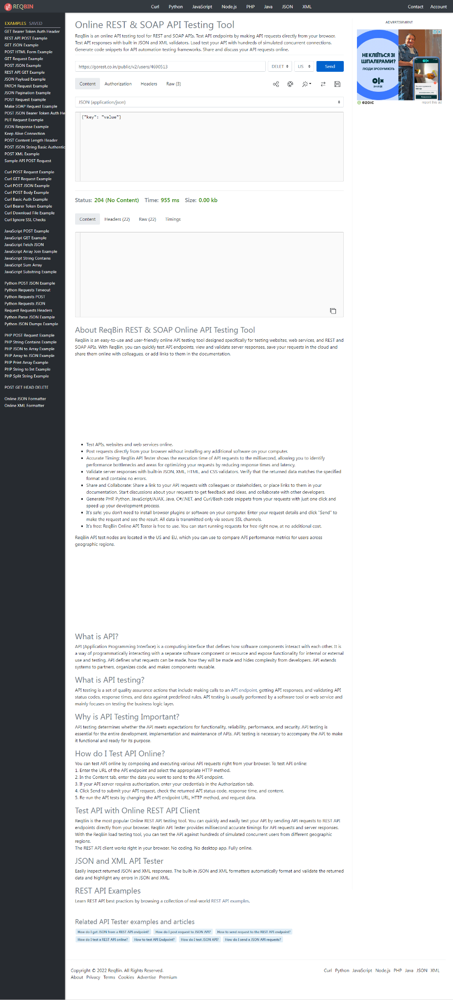 REQBIN
Curl Python JavaScript Node.js PHP Java JSON XML
Contact Account
EXAMPLES SAVED
GET Bearer Token Auth Header
REST API POST Example
GET JSON Example
POST HTML Form Example
GET Request Example
POST JSON Example
REST API GET Example
JSON Payload Example
PATCH Request Example
JSON Pagination Example
POST Request Example
Make SOAP Request Example
POST JSON Bearer Token Auth He
PUT Request Example
JSON Response Example
Keep Alive Connection
POST Content Length Header
POST JSON String Basic Authentic
POST XML Example
Sample API POST Request
Curl POST Request Example
Curl GET Request Example
Curl POST JSON Example
Curl POST Body Example
Curl Basic Auth Example
Curl Bearer Token Example
Curl Download File Example
Curl Ignore SSL Checks
JavaScript POST Example
JavaScript GET Example
JavaScript Fetch JSON
JavaScript Array Join Example
JavaScript String Contains
JavaScript Sum Array
JavaScript Substring Example
Python POST JSON Example
Python Requests Timeout
Python Requests POST
Python Requests JSON
Request Requests Headers
Python Parse JSON Example
Python JSON Dumps Example
PHP POST Request Example
PHP String Contains Example
PHP JSON to Array Example
PHP Array to JSON Example
PHP Print Array Example
PHP String to Int Example
PHP Split String Example
POST GET HEAD DELETE
Online JSON Formatter
Online XML Formatter
Online REST & SOAP API Testing Tool
ReqBin is an online API testing tool for REST and SOAP APIs. Test API endpoints by making API requests directly from your browser.
Test API responses with built-in JSON and XML validators. Load test your API with hundreds of simulated concurrent connections.
Generate code snippets for API automation testing frameworks. Share and discuss your API requests online.
https://gorest.co.in/public/v2/users/4690513
DELET
US
Send
Content Authorization Headers Raw (3)
JSON (application/json)
{"key": "value"}
Status: 204 (No Content) Time: 955 ms Size: 0.00 kb
Content Headers (22) Raw (22) Timings
About ReqBin REST & SOAP Online API Testing Tool
ReqBin is an easy-to-use and user-friendly online API testing tool designed specifically for testing websites, web services, and REST and
SOAP APIs. With ReqBin, you can quickly test API endpoints, view and validate server responses, save your requests in the cloud and
share them online with colleagues, or add links to them in the documentation.
Test APIs, websites and web services online.
Post requests directly from your browser without installing any additional software on your computer.
Accurate Timing: ReqBin API Tester shows the execution time of API requests to the millisecond, allowing you to identify
performance bottlenecks and areas for optimizing your requests by reducing response times and latency.
Validate server responses with built-in JSON, XML, HTML, and CSS validators. Verify that the returned data matches the specified
format and contains no errors.
Share and Collaborate: Share a link to your API requests with colleagues or stakeholders, or place links to them in your
documentation. Start discussions about your requests to get feedback and ideas, and collaborate with other developers.
Generate PHP, Python, JavaScript/AJAX, Java, C#/.NET, and Curl/Bash code snippets from your requests with just one click and
speed up your development process.
It's safe: you don't need to install browser plugins or software on your computer. Enter your request details and click "Send" to
make the request and see the result. All data is transmitted only via secure SSL channels.
It's free: ReqBin Online API Tester is free to use. You can start running requests for free right now, at no additional cost.
ReqBin API test nodes are located in the US and EU, which you can use to compare API performance metrics for users across
geographic regions.
What is API?
API (Application Programming Interface) is a computing interface that defines how software components interact with each other. It is
a way of programmatically interacting with a separate software component or resource and expose functionality for internal or external
use and testing. API defines what requests can be made, how they will be made and hides complexity from developers. API extends
systems to partners, organizes code, and makes components reusable.
What is API testing?
API testing is a set of quality assurance actions that include making calls to an API endpoint, getting API responses, and validating API
status codes, response times, and data against predefined rules. API testing is usually performed by a software tool or web service and
mainly focuses on testing the business logic layer.
Why is API Testing Important?
API testing determines whether the API meets expectations for functionality, reliability, performance, and security. API testing is
essential for the entire development, implementation and maintenance of APIs. API testing is necessary to accompany the API to make
it functional and ready for its purpose.
How do I Test API Online?
You can test API online by composing and executing various API requests right from your browser. To test API online:
1. Enter the URL of the API endpoint and select the appropriate HTTP method.
2. In the Content tab, enter the data you want to send to the API endpoint.
3. If your API server requires authorization, enter your credentials in the Authorization tab.
4. Click Send to submit your API request, check the returned API status code, response time, and content.
5. Re-run the API tests by changing the API endpoint URL, HTTP method, and request data.
Test API with Online REST API Client
ReqBin is the most popular Online REST API testing tool. You can quickly and easily test your API by sending API requests to REST API
endpoints directly from your browser. ReqBin API Tester provides millisecond accurate timings for API requests and server responses.
With the ReqBin load testing tool, you can test the API against hundreds of simulated concurrent users from different geographic
regions.
The REST API client works right in your browser. No coding. No desktop app. Fully online.
JSON and XML API Tester
Easily inspect returned JSON and XML responses. The built-in JSON and XML formatters automatically format and validate the returned
data and highlight any errors in JSON and XML.
REST API Examples
Learn REST API best practices by browsing a collection of real-world REST API examples.
Related API Tester examples and articles
How do I get JSON from a REST API endpoint? How do I post request to JSON API? How to send request to the REST API endpoint?
How do I test a REST API online? How to test API Endpoint? How do I test JSON API? How do I send a JSON API requests?
ADVERTISEMENT
НЕ КЛЕЇТЬСЯ ЗІ
ШПАЛЕРАМИ?
ЛЮДИ ЗРОЗУМІЮТЬ
olx
ЗНАЙДЕ
ezoic
report this ad
Copyright © 2022 ReqBin. All Rights Reserved.
About Privacy Terms Cookies Advertise Premium
Curl Python JavaScript Node.js PHP Java JSON XML